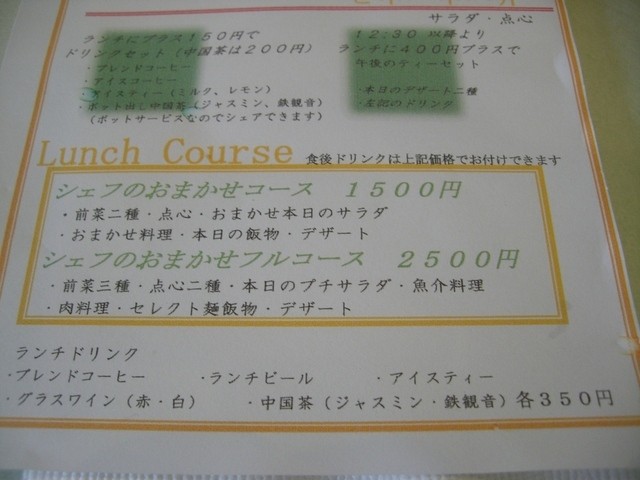 サラダ・点心
ランチにプラス150円で
ドリンクセット(中国茶は200円)
・ブレンドコーヒー
・アイスコーヒー
・アイスティー(ミルク、レモン)
・ポット出し中国茶(ジャスミン、鉄観音)
(ポットサービスなのでシェアできます)
12:30 以降より
ランチに400円プラスで
午後のティーセット
・本日のデザート二種
・左記のドリンク
Lunch Course 食後ドリンクは上記価格でお付けできます
シェフのおまかせコース 1500円
・前菜二種・点心・おまかせ本日のサラダ
・おまかせ料理・本日の飯物・デザート
シェフのおまかせフルコース 2500円
・前菜三種・点心二種・本日のプチサラダ・魚介料理
・肉料理・セレクト麺飯物・デザート
ランチドリンク
・ブレンドコーヒー ・ランチビール ・アイスティー
・グラスワイン(赤・白) ・中国茶(ジャスミン・鉄観音)各350円